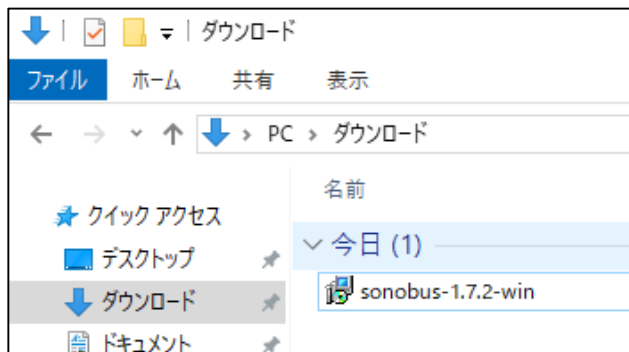 ダウンロード
ファイル ホーム 共有 表示
PC › ダウンロード
名前
クイック アクセス
今日 (1)
デスクトップ
sonobus-1.7.2-win
ダウンロード
ドキュメント